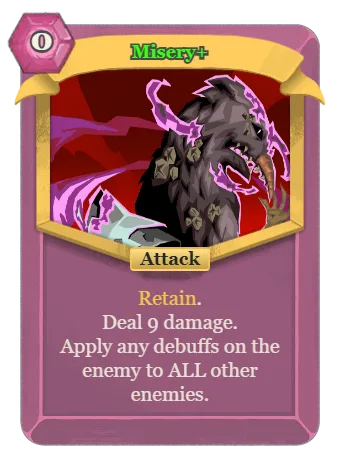 0
Misery+
Attack
Retain.
Deal 9 damage.
Apply any debuffs on the
enemy to ALL other
enemies.